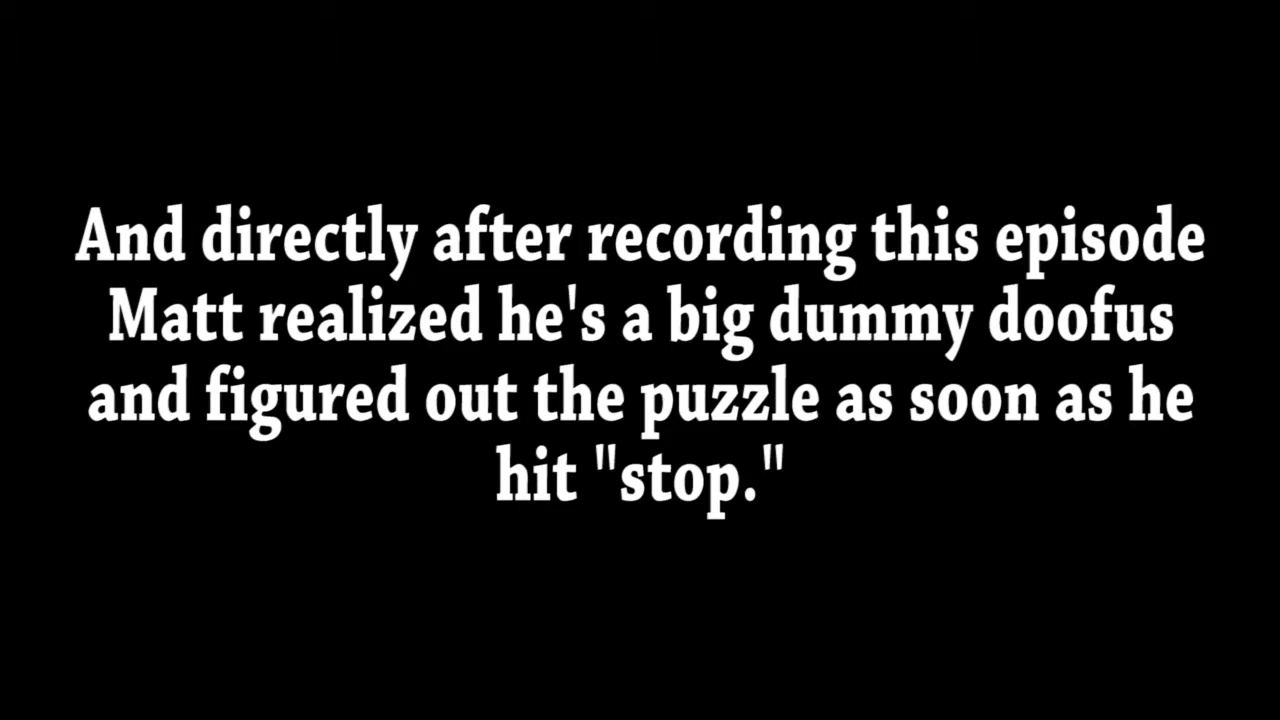 And directly after recording this episode
Matt realized he's a big dummy doofus
and figured out the puzzle as soon as he
hit "stop."